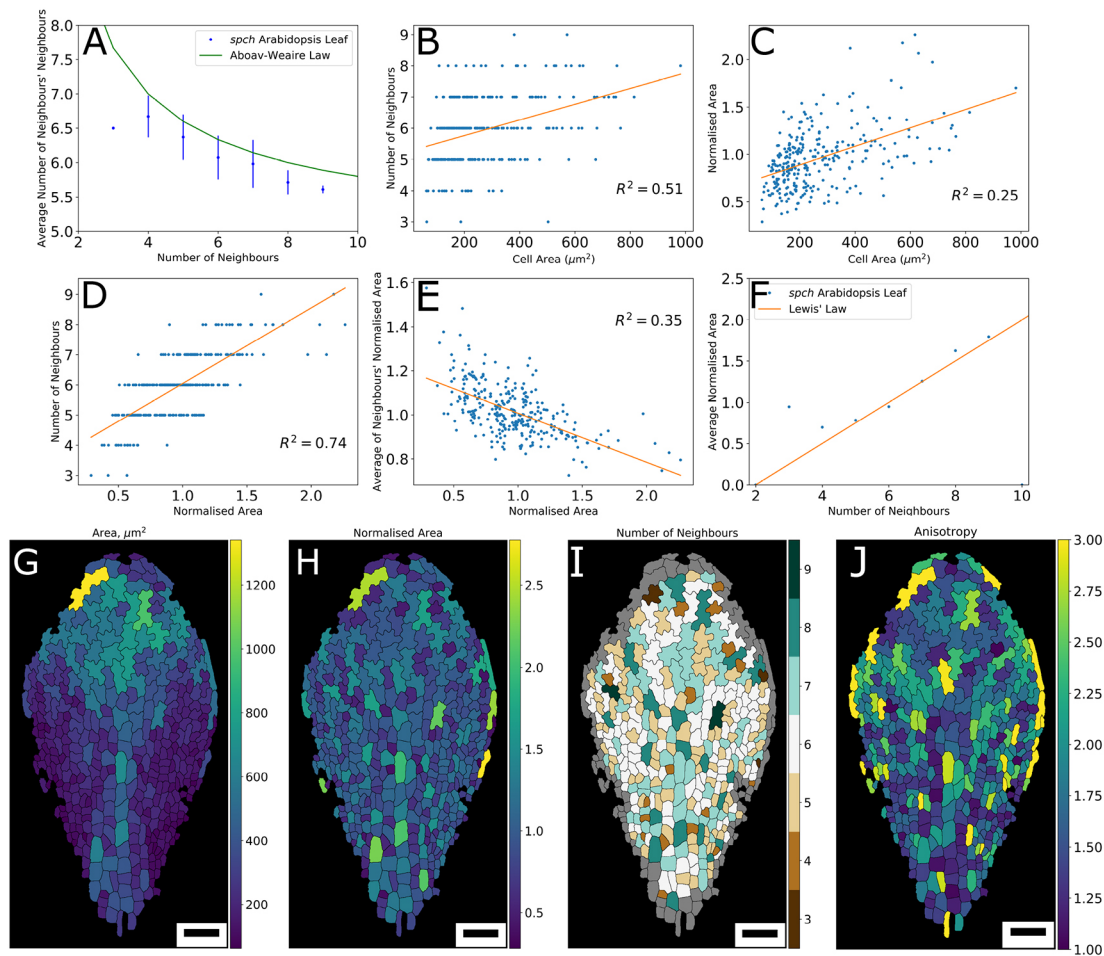 A
8.0
7.5
7.0
6.5
6.0
5.5
5.0
2
4
6
8
10
Average Number of Neighbours' Neighbours
Number of Neighbours
spch Arabidopsis Leaf
Aboav-Weaire Law
B
9
8
7
6
5
4
3
200
400
600
800
1000
Number of Neighbours
Cell Area (μm²)
R² = 0.51
C
2.0
1.5
1.0
0.5
200
400
600
800
1000
Normalised Area
Cell Area (μm²)
R² = 0.25
D
9
8
7
6
5
4
3
0.5
1.0
1.5
2.0
Number of Neighbours
Normalised Area
R² = 0.74
E
1.6
1.4
1.2
1.0
0.8
0.5
1.0
1.5
2.0
Average of Neighbours' Normalised Area
Normalised Area
R² = 0.35
F
2.5
2.0
1.5
1.0
0.5
0.0
2
4
6
8
10
Average Normalised Area
Number of Neighbours
spch Arabidopsis Leaf
Lewis' Law
Area, μm²
G
1200
1000
800
600
400
200
Normalised Area
H
2.5
2.0
1.5
1.0
0.5
Number of Neighbours
I
9
8
7
6
5
4
3
Anisotropy
J
3.00
2.75
2.50
2.25
2.00
1.75
1.50
1.25
1.00